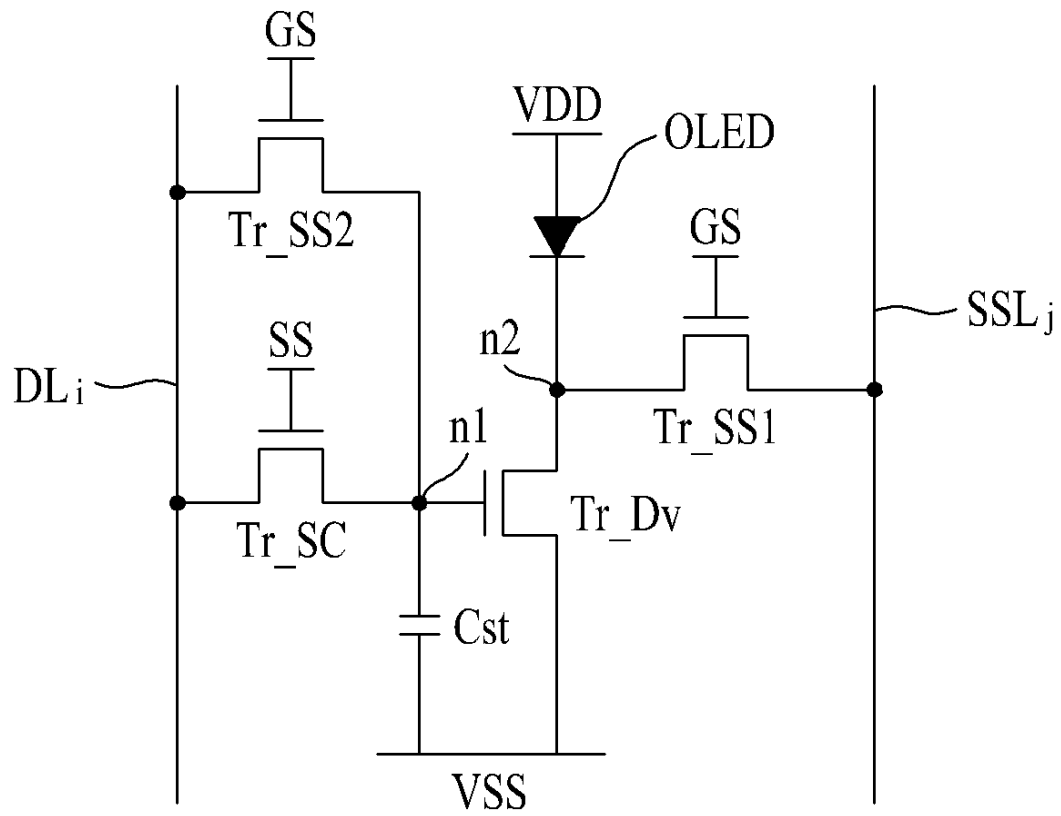 GS
VDD
OLED
Tr_SS2
GS
SSLj
SS
n2
DLi
n1
Tr_SS1
Tr_SC
Tr_Dv
Cst
VSS